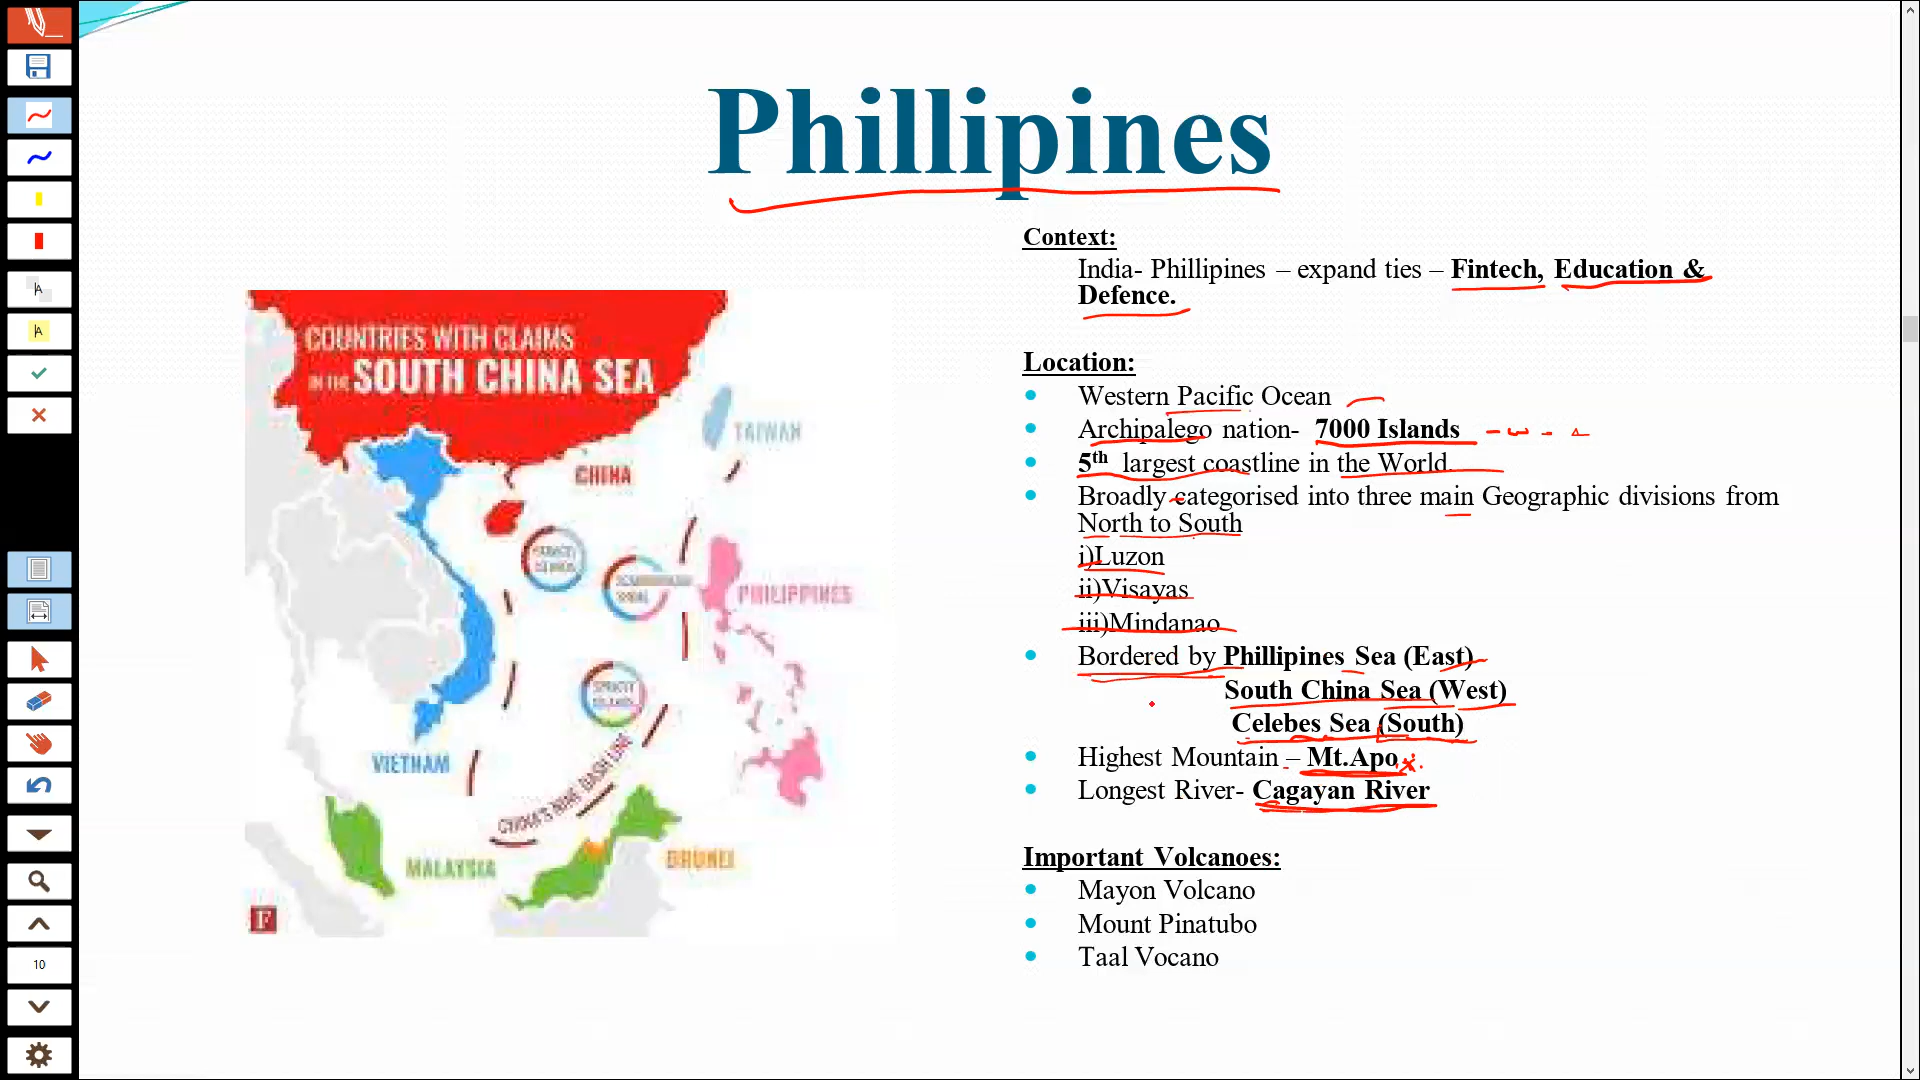 Phillipines
Context:
India- Phillipines – expand ties – Fintech, Education &
Defence.
COUNTRIES WITH CLAIMS
IN THE SOUTH CHINA SEA
TAIWAN
CHINA
PHILIPPINES
VIETNAM
CHINA'S NINE DASH LINE
MALAYSIA
BRUNEI
F
Location:
Western Pacific Ocean
Archipalego nation- 7000 Islands
5th largest coastline in the World.
Broadly categorised into three main Geographic divisions from
North to South
i)Luzon
ii)Visayas
iii)Mindanao
Bordered by Phillipines Sea (East)
South China Sea (West)
Celebes Sea (South)
Highest Mountain – Mt.Apo
Longest River- Cagayan River
Important Volcanoes:
Mayon Volcano
Mount Pinatubo
Taal Vocano
10